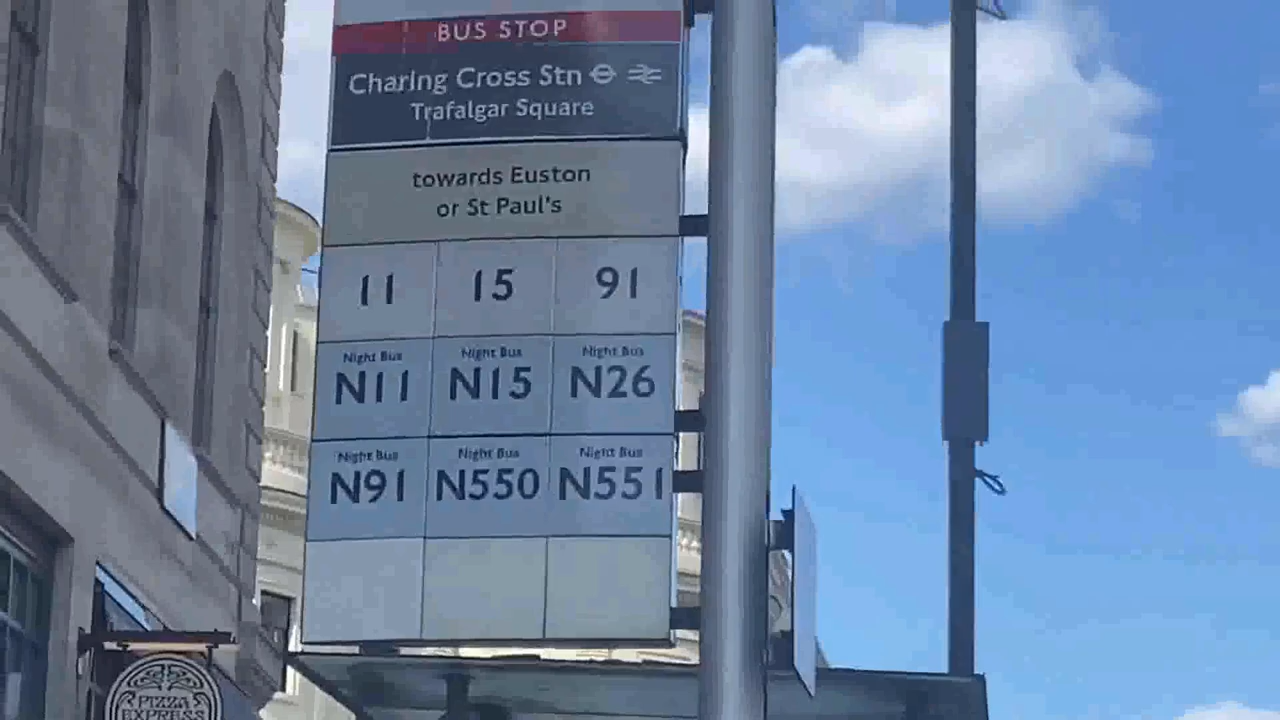 BUS STOP
Charing Cross Stn
Trafalgar Square
towards Euston
or St Paul's
11 15 91
Night Bus Night Bus Night Bus
N11 N15 N26
Night Bus Night Bus Night Bus
N91 N550 N551
PIZZA
EXPRESS